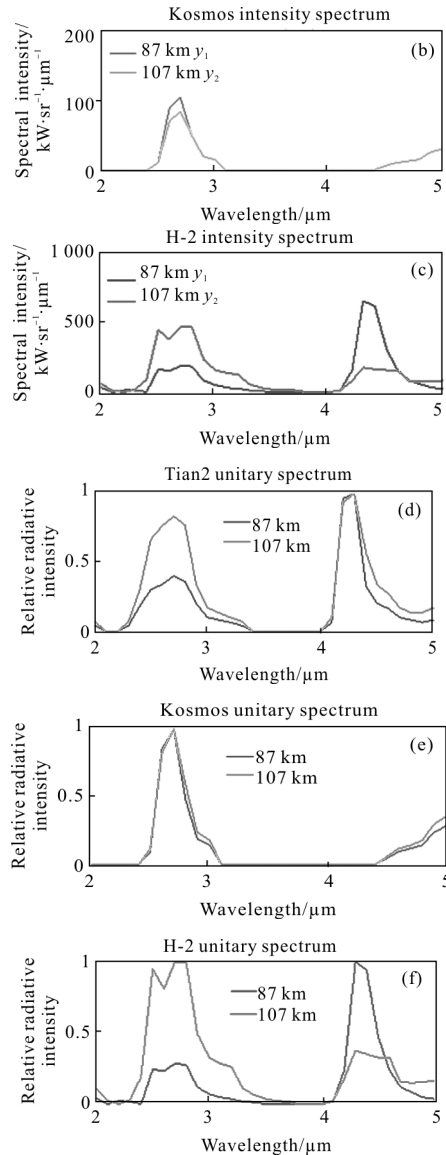 Kosmos intensity spectrum
Spectral intensity/
kW·sr⁻¹·µm⁻¹
200
100
0
(b)
87 km y₁
107 km y₂
2 3 4 5
Wavelength/µm
H-2 intensity spectrum
Spectral intensity/
kW·sr⁻¹·µm⁻¹
1 000
500
0
(c)
87 km y₁
107 km y₂
2 3 4 5
Wavelength/µm
Tian2 unitary spectrum
Relative radiative
intensity
1
0.5
0
(d)
87 km
107 km
2 3 4 5
Wavelength/µm
Kosmos unitary spectrum
Relative radiative
intensity
1
0.5
0
(e)
87 km
107 km
2 3 4 5
Wavelength/µm
H-2 unitary spectrum
Relative radiative
intensity
1
0.5
0
(f)
87 km
107 km
2 3 4 5
Wavelength/µm